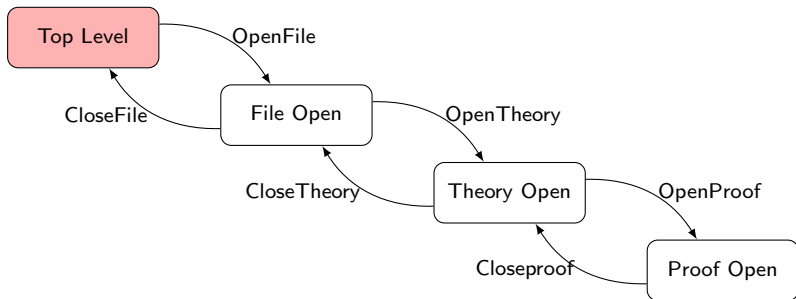 Top Level
OpenFile
CloseFile
File Open
OpenTheory
CloseTheory
Theory Open
OpenProof
Closeproof
Proof Open